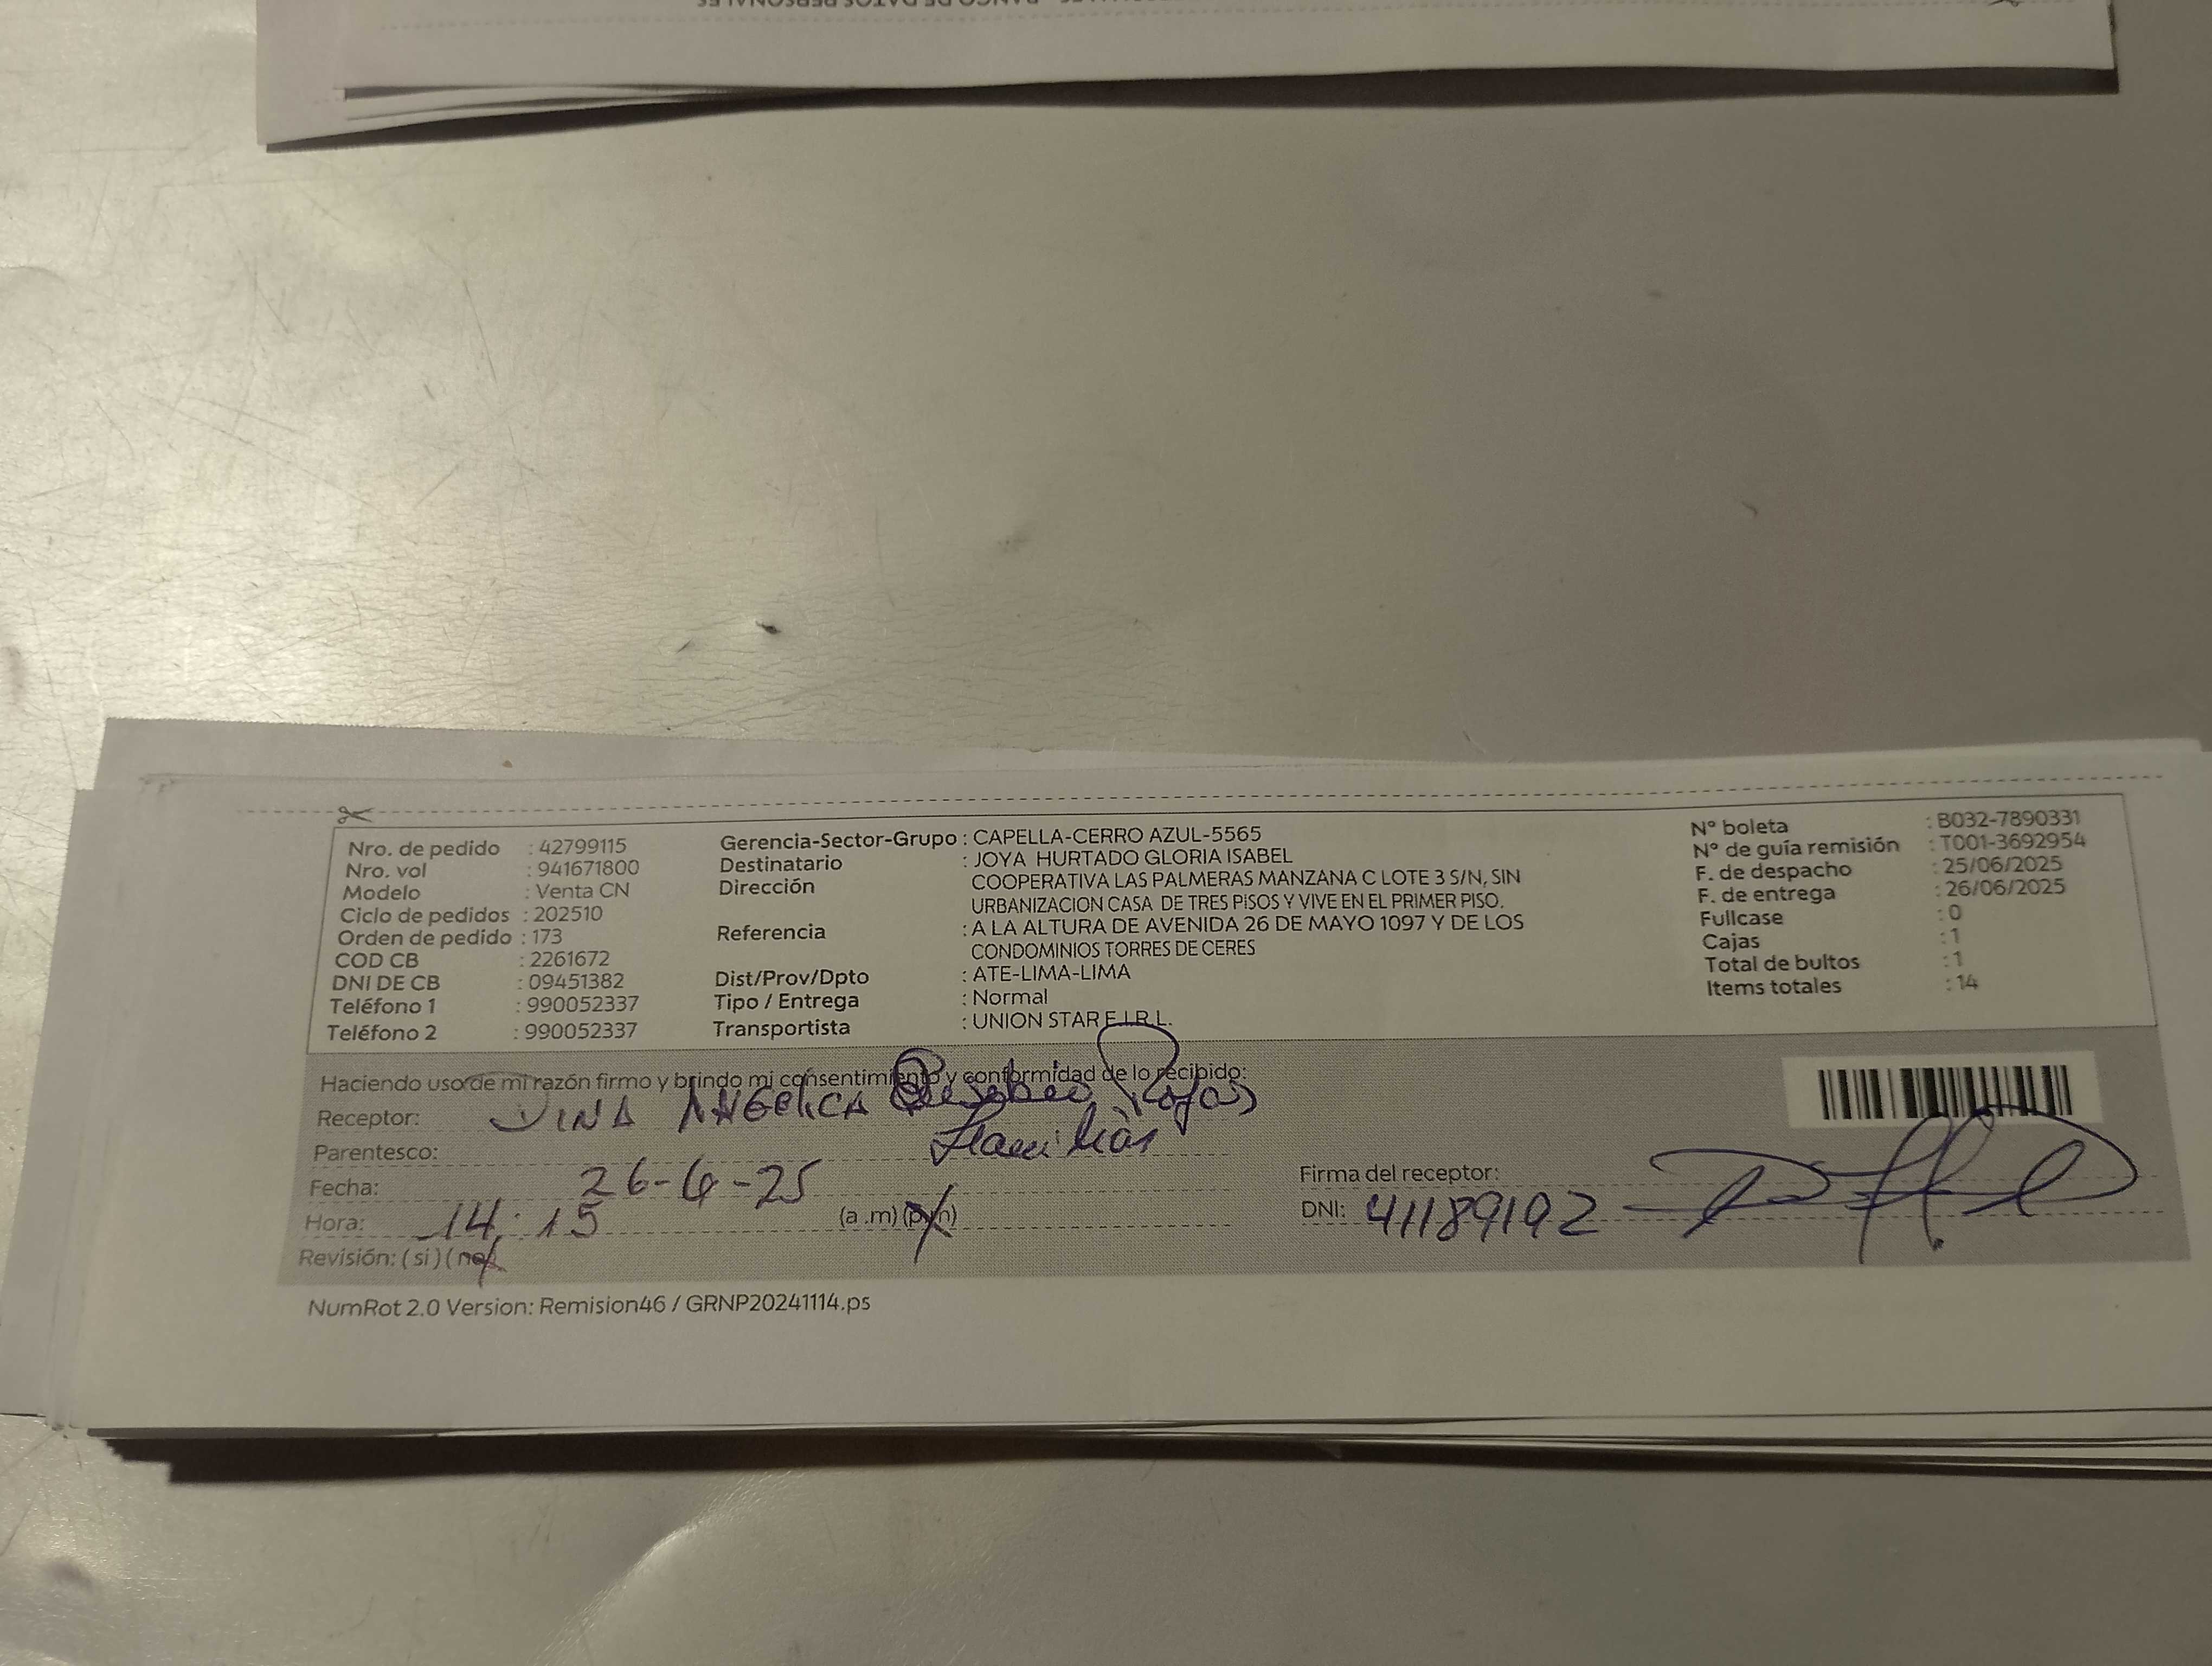 BANCO DE DATOS PERSONALES
Nro. de pedido : 42799115
Nro. vol : 941671800
Modelo : Venta CN
Ciclo de pedidos : 202510
Orden de pedido : 173
COD CB : 2261672
DNI DE CB : 09451382
Teléfono 1 : 990052337
Teléfono 2 : 990052337
Gerencia-Sector-Grupo : CAPELLA-CERRO AZUL-5565
Destinatario : JOYA HURTADO GLORIA ISABEL
Dirección COOPERATIVA LAS PALMERAS MANZANA C LOTE 3 S/N, SIN
URBANIZACION CASA DE TRES PISOS Y VIVE EN EL PRIMER PISO.
Referencia : A LA ALTURA DE AVENIDA 26 DE MAYO 1097 Y DE LOS
CONDOMINIOS TORRES DE CERES
Dist/Prov/Dpto : ATE-LIMA-LIMA
Tipo / Entrega : Normal
Transportista : UNION STAR E.I.R.L.
N° boleta : B032-7890331
N° de guía remisión : T001-3692954
F. de despacho : 25/06/2025
F. de entrega : 26/06/2025
Fullcase : 0
Cajas : 1
Total de bultos : 1
Items totales : 14
Haciendo uso de mi razón firmo y brindo mi consentimiento y conformidad de lo recibido:
Receptor: DINA ANGELICA Rojas
Parentesco: Familiar
Fecha: 26-6-25
Hora: 14:15 (a .m) (p.m)
Revisión: ( si ) ( no)
Firma del receptor:
DNI: 41189192
NumRot 2.0 Version: Remision46 / GRNP20241114.ps